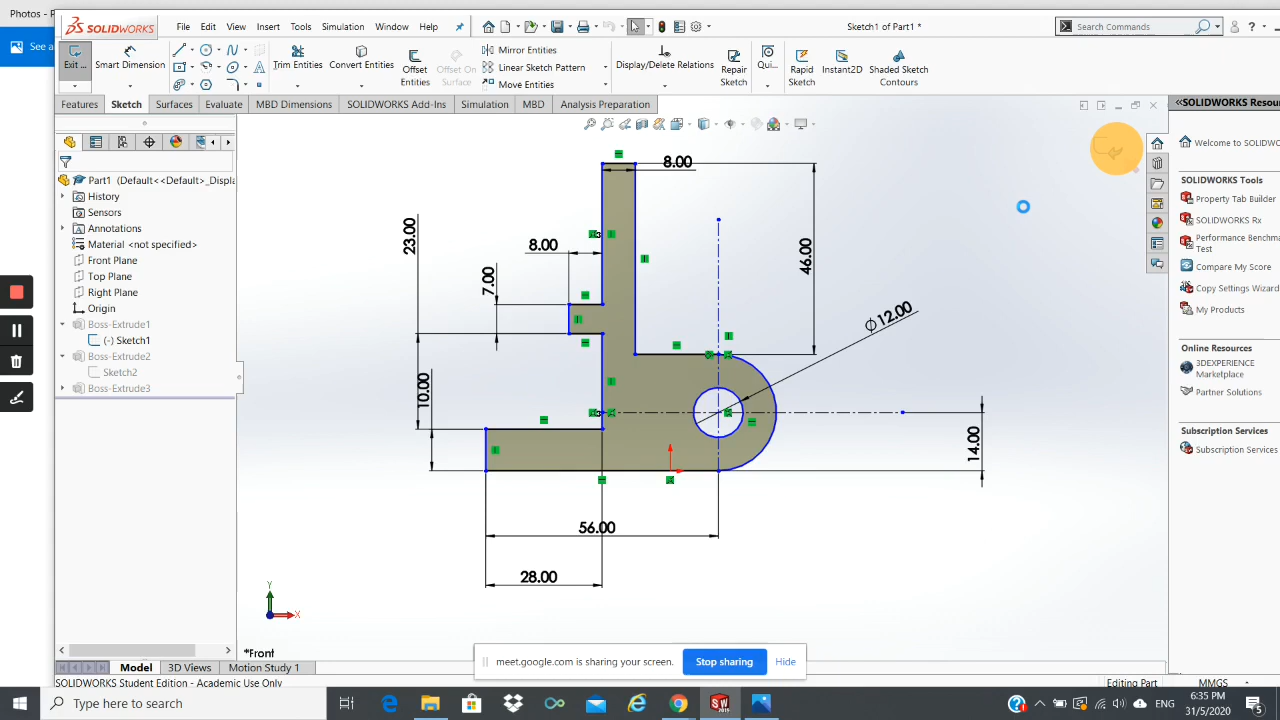 Photos -
See a
SOLIDWORKS File Edit View Insert Tools Simulation Window Help Sketch1 of Part1 * Search Commands
Exit ... Smart Dimension Trim Entities Convert Entities Offset Entities Offset On Surface Mirror Entities Linear Sketch Pattern Move Entities Display/Delete Relations Repair Sketch Qui... Rapid Sketch Instant2D Shaded Sketch Contours
Features Sketch Surfaces Evaluate MBD Dimensions SOLIDWORKS Add-Ins Simulation MBD Analysis Preparation
SOLIDWORKS Resou
Part1 (Default<<Default>_Displa
History
Sensors
Annotations
Material <not specified>
Front Plane
Top Plane
Right Plane
Origin
Boss-Extrude1
(-) Sketch1
Boss-Extrude2
Sketch2
Boss-Extrude3
8.00
23.00
8.00
7.00
46.00
Ø12.00
10.00
14.00
56.00
28.00
Y
X
*Front
Welcome to SOLIDW
SOLIDWORKS Tools
Property Tab Builder
SOLIDWORKS Rx
Performance Benchma
Test
Compare My Score
Copy Settings Wizard
My Products
Online Resources
3DEXPERIENCE
Marketplace
Partner Solutions
Subscription Services
Subscription Services
meet.google.com is sharing your screen. Stop sharing Hide
Model 3D Views Motion Study 1
SOLIDWORKS Student Edition - Academic Use Only Editing Part MMGS
Type here to search SW 2019 ENG 6:35 PM
31/5/2020 5